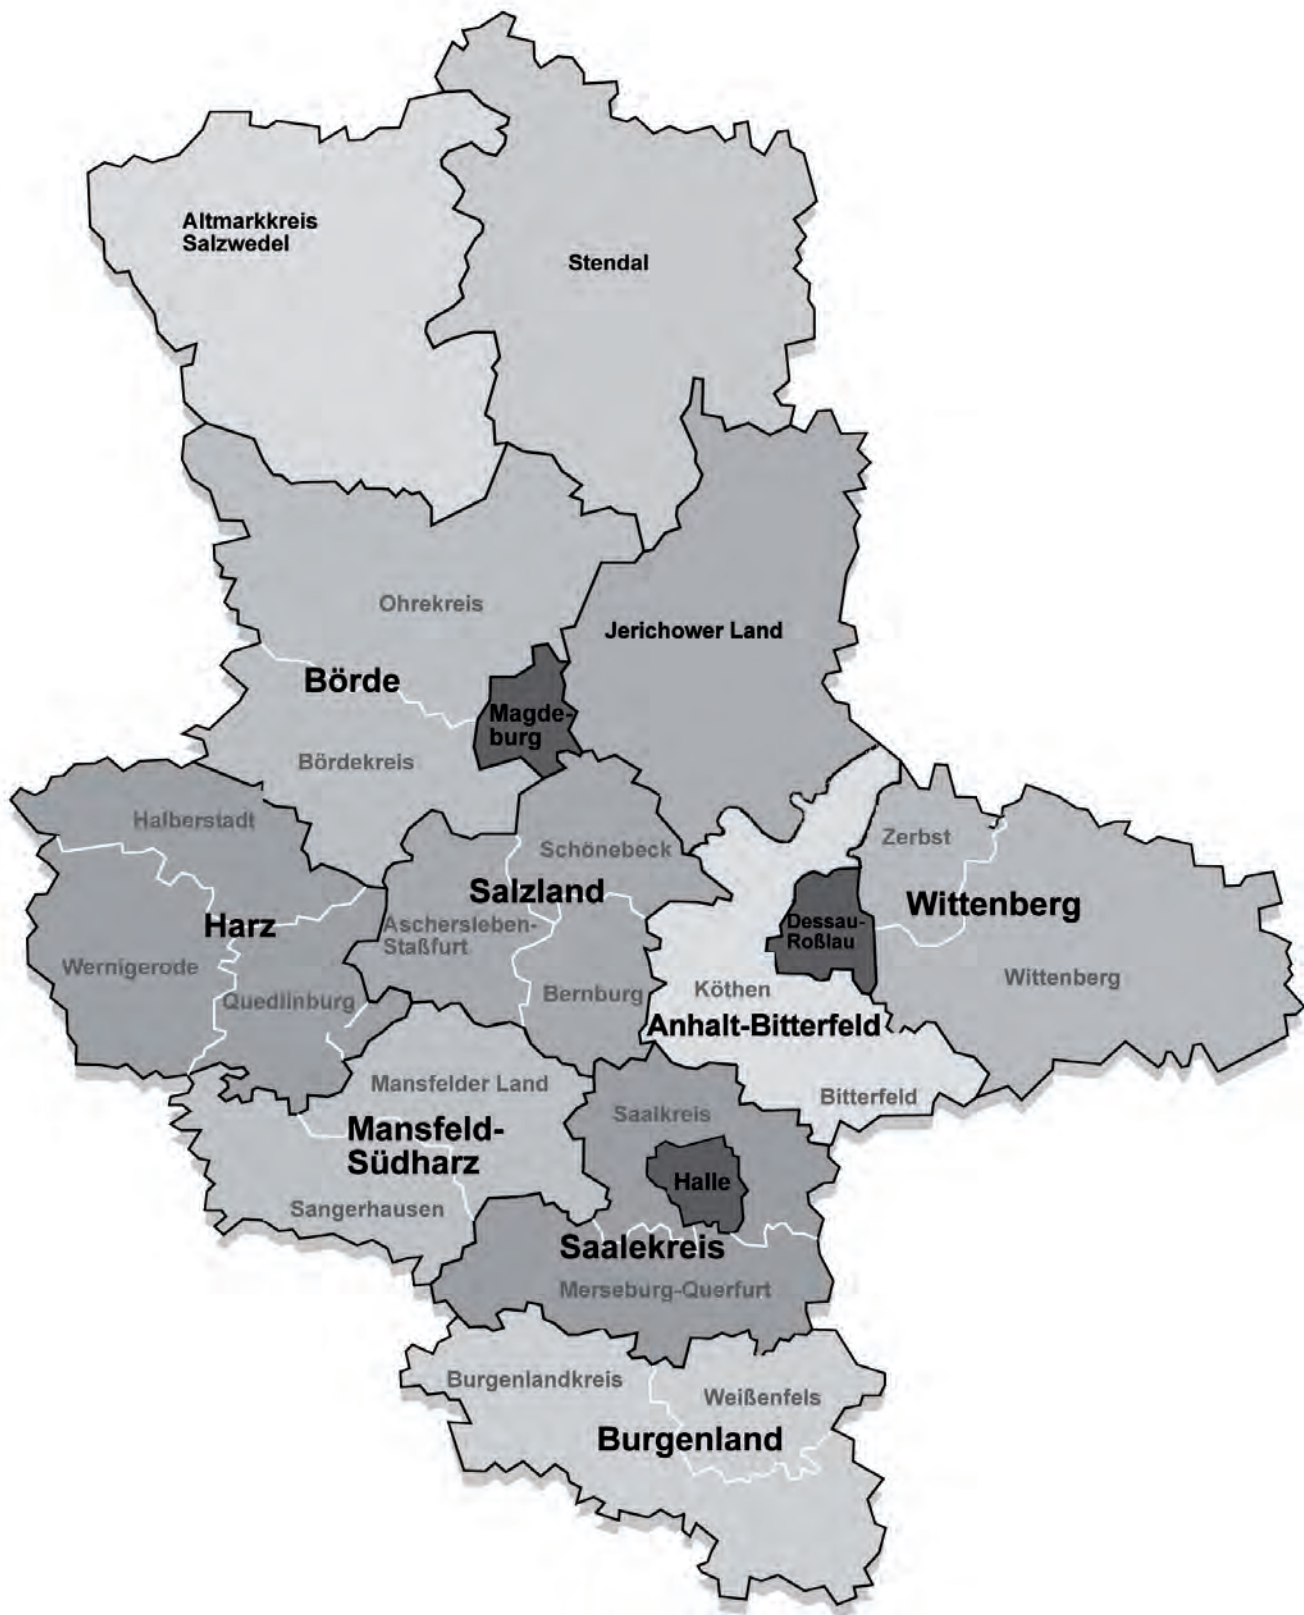 Altmarkkreis
Salzwedel
Stendal
Ohrekreis
Jerichower Land
Börde
Magde-
burg
Bördekreis
Halberstadt
Schönebeck
Zerbst
Salzland
Wittenberg
Harz
Aschersleben-
Staßfurt
Dessau-
Roßlau
Wernigerode
Quedlinburg
Bernburg
Köthen
Wittenberg
Anhalt-Bitterfeld
Mansfelder Land
Bitterfeld
Saalkreis
Mansfeld-
Südharz
Halle
Sangerhausen
Saalekreis
Merseburg-Querfurt
Burgenlandkreis
Weißenfels
Burgenland